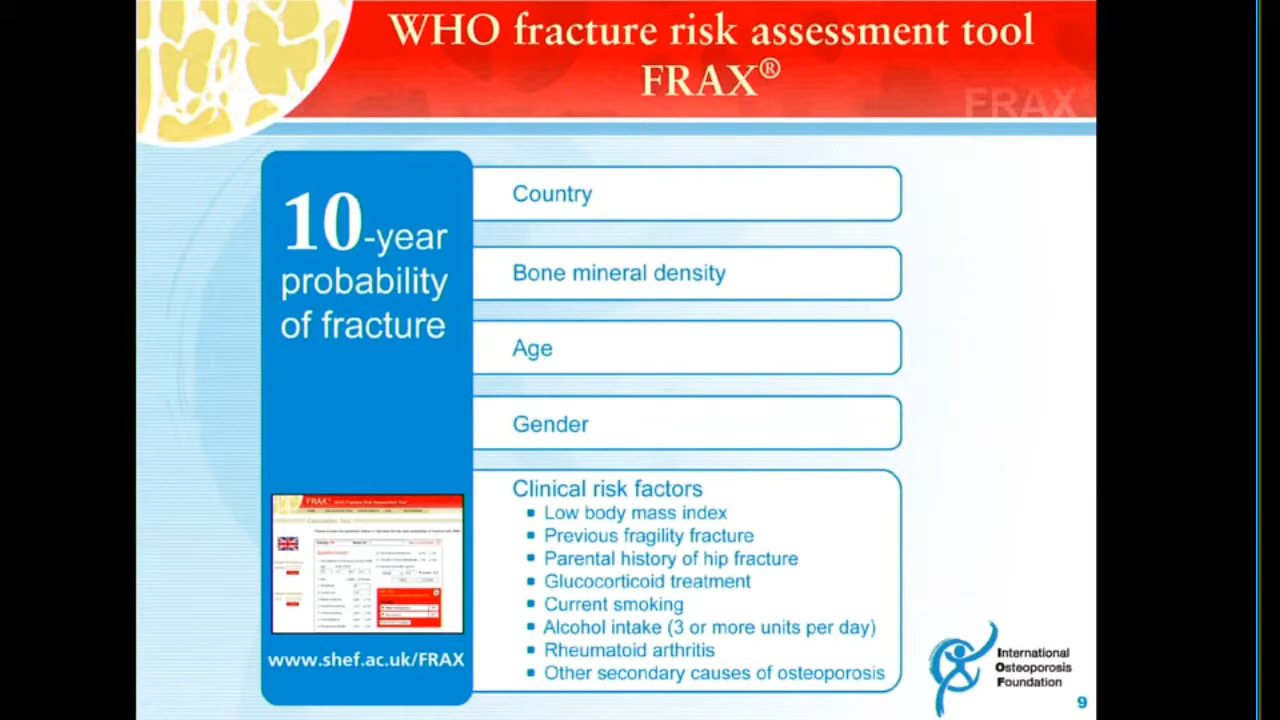 WHO fracture risk assessment tool
FRAX®
FRAX
10-year
probability
of fracture
Country
Bone mineral density
Age
Gender
Clinical risk factors
Low body mass index
Previous fragility fracture
Parental history of hip fracture
Glucocorticoid treatment
Current smoking
Alcohol intake (3 or more units per day)
Rheumatoid arthritis
Other secondary causes of osteoporosis
FRAX
www.shef.ac.uk/FRAX
International
Osteoporosis
Foundation
9